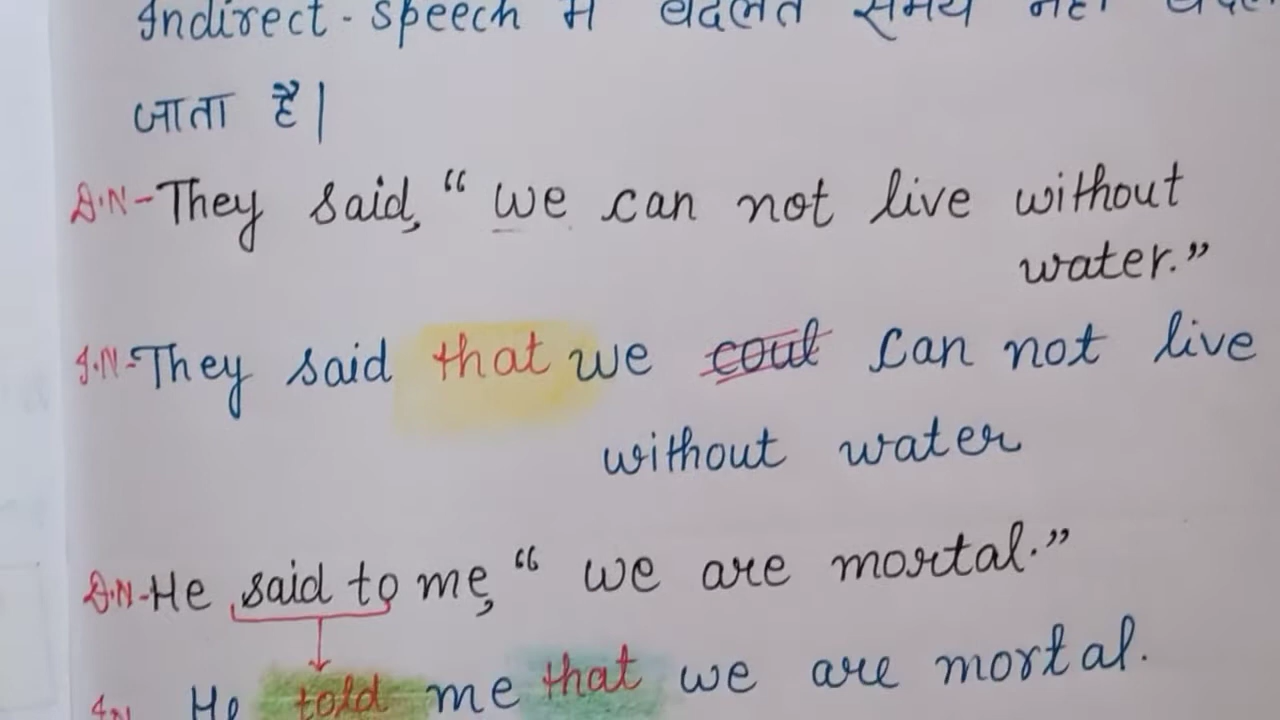 Indirect-speech में बदलते समय नहीं
जाता है|
D.N-They said, “ we can not live without
water.”
I.N-They said that we coul can not live
without water
D.N-He said to me, “ we are mortal.”
I.N He told me that we are mortal.